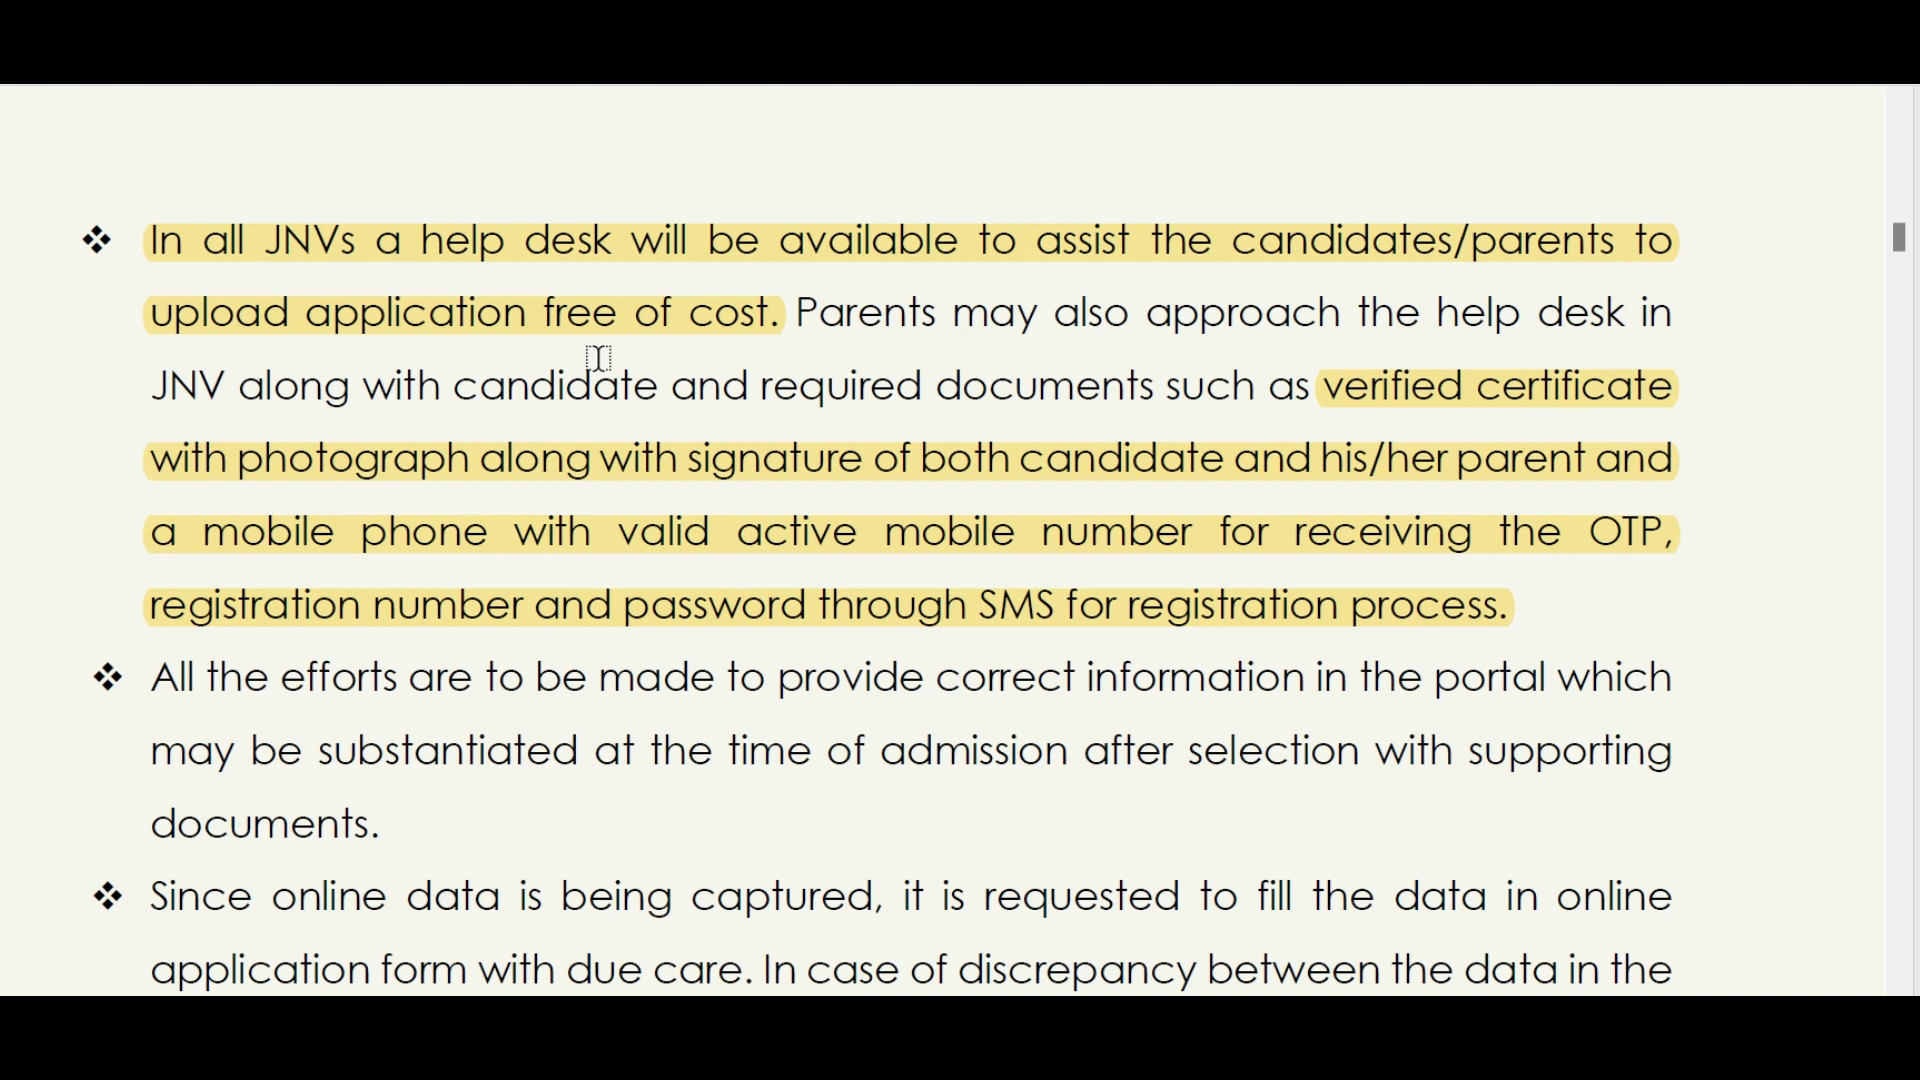 ❖ In all JNVs a help desk will be available to assist the candidates/parents to
upload application free of cost. Parents may also approach the help desk in
JNV along with candidate and required documents such as verified certificate
with photograph along with signature of both candidate and his/her parent and
a mobile phone with valid active mobile number for receiving the OTP,
registration number and password through SMS for registration process.
❖ All the efforts are to be made to provide correct information in the portal which
may be substantiated at the time of admission after selection with supporting
documents.
❖ Since online data is being captured, it is requested to fill the data in online
application form with due care. In case of discrepancy between the data in the